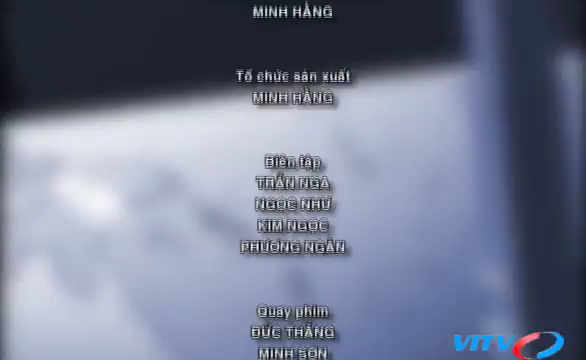 MINH HẰNG
Tổ chức sản xuất
MINH HẰNG
Biên tập
TRẦN NGA
NGỌC NHƯ
KIM NGỌC
PHƯƠNG NGÂN
Quay phim
ĐỨC THẮNG
MINH SƠN
VITV